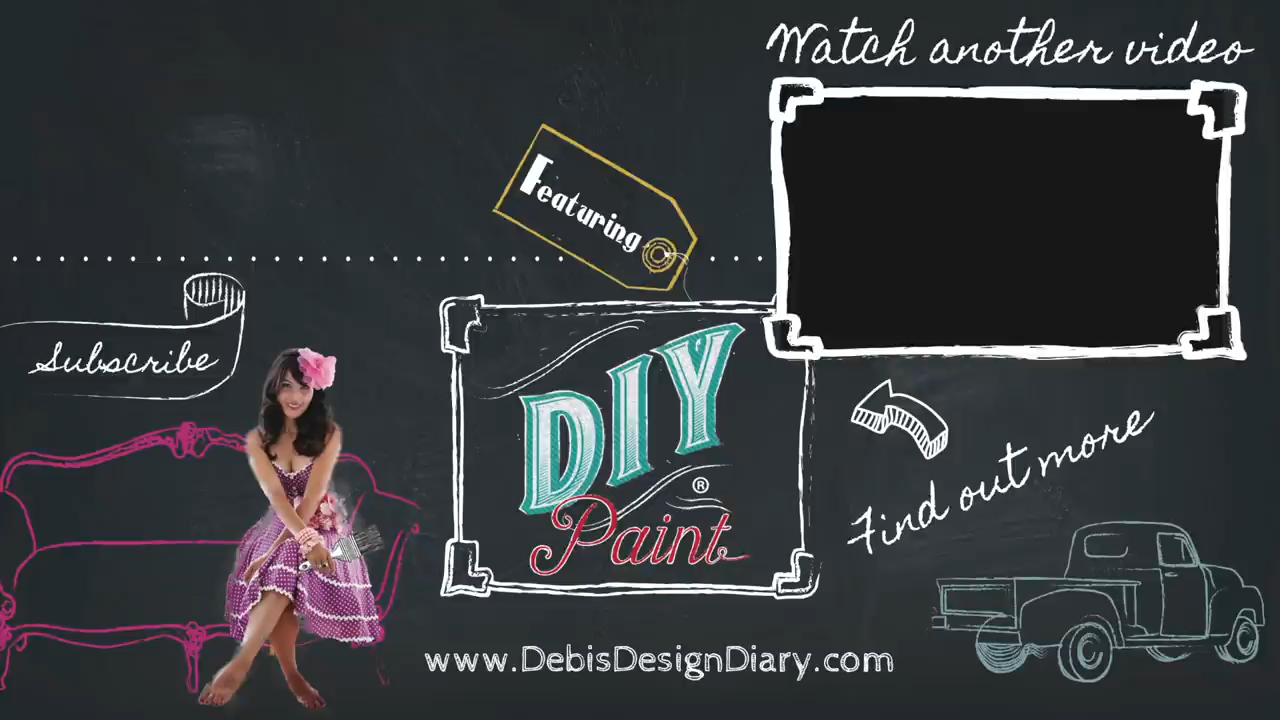 Watch another video
Featuring
Subscribe
DIY
®
Paint
Find out more
www.DebisDesignDiary.com